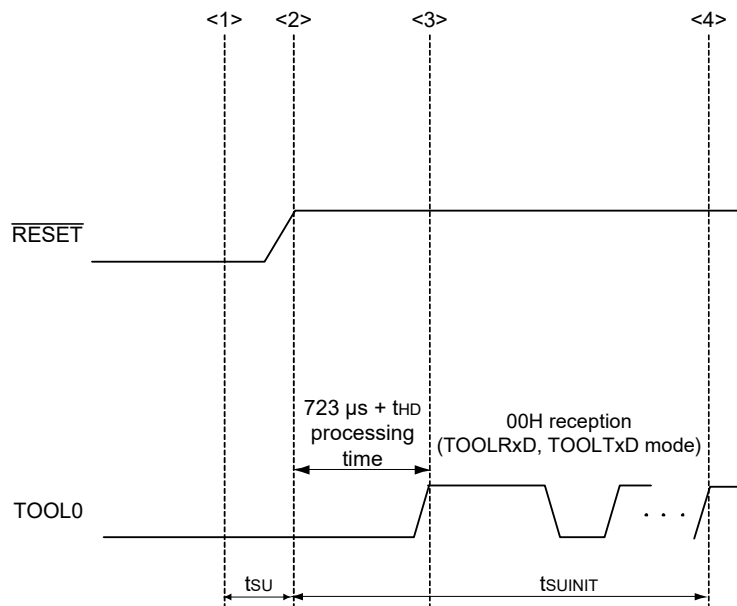 <1> <2> <3> <4>
RESET
723 µs + tHD
processing
time
00H reception
(TOOLRxD, TOOLTxD mode)
TOOL0
. . .
tSU
tSUINIT